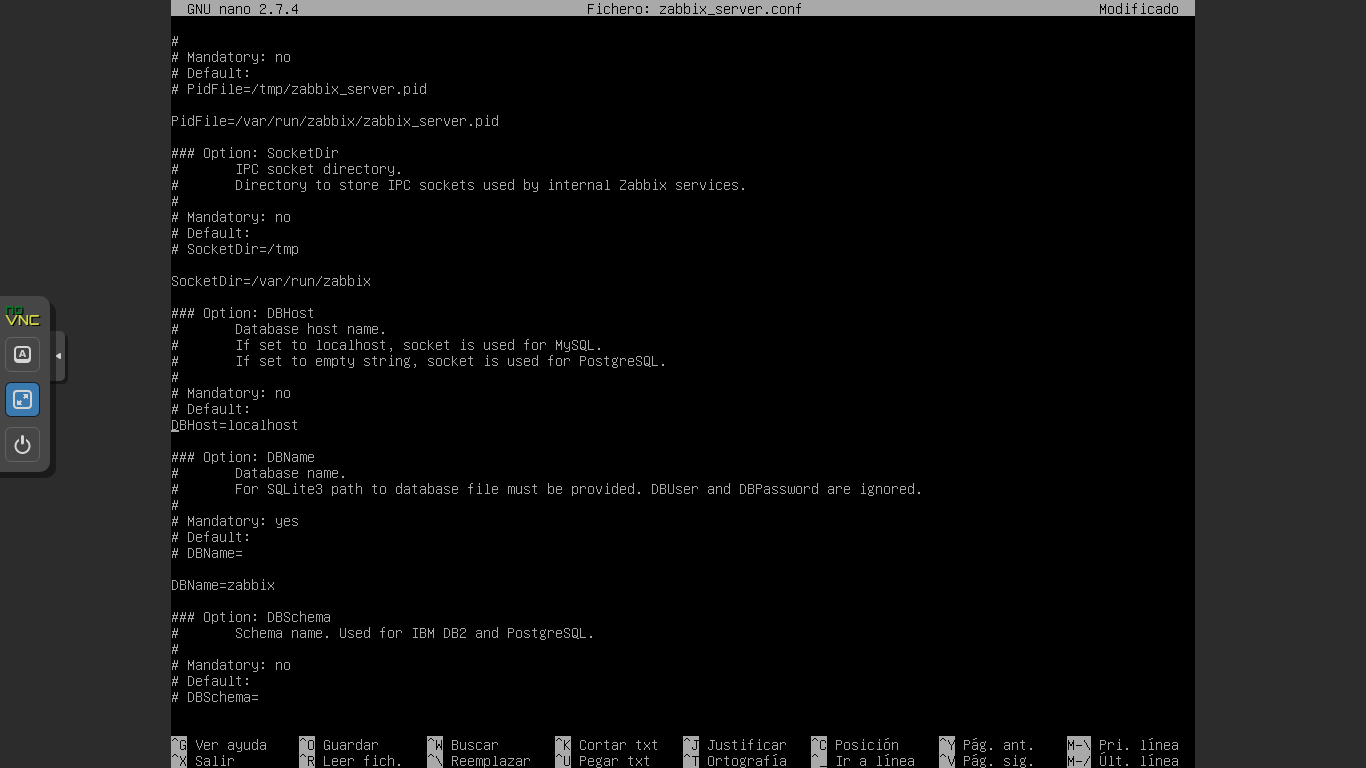 GNU nano 2.7.4 Fichero: zabbix_server.conf Modificado
#
# Mandatory: no
# Default:
# PidFile=/tmp/zabbix_server.pid
PidFile=/var/run/zabbix/zabbix_server.pid
### Option: SocketDir
# IPC socket directory.
# Directory to store IPC sockets used by internal Zabbix services.
#
# Mandatory: no
# Default:
# SocketDir=/tmp
SocketDir=/var/run/zabbix
### Option: DBHost
# Database host name.
# If set to localhost, socket is used for MySQL.
# If set to empty string, socket is used for PostgreSQL.
#
# Mandatory: no
# Default:
DBHost=localhost
### Option: DBName
# Database name.
# For SQLite3 path to database file must be provided. DBUser and DBPassword are ignored.
#
# Mandatory: yes
# Default:
# DBName=
DBName=zabbix
### Option: DBSchema
# Schema name. Used for IBM DB2 and PostgreSQL.
#
# Mandatory: no
# Default:
# DBSchema=
^G Ver ayuda ^O Guardar ^W Buscar ^K Cortar txt ^J Justificar ^C Posición ^Y Pág. ant. M-\ Pri. línea
^X Salir ^R Leer fich. ^\ Reemplazar ^U Pegar txt ^T Ortografía ^_ Ir a línea ^V Pág. sig. M-/ Últ. línea
no
VNC
A